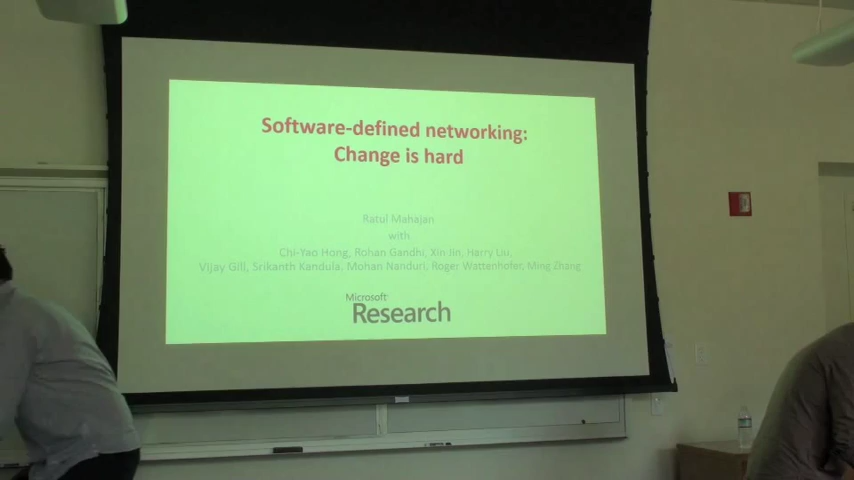 Software-defined networking:
Change is hard
Ratul Mahajan
with
Chi-Yao Hong, Rohan Gandhi, Xin Jin, Harry Liu,
Vijay Gill, Srikanth Kandula, Mohan Nanduri, Roger Wattenhofer, Ming Zhang
Microsoft
Research